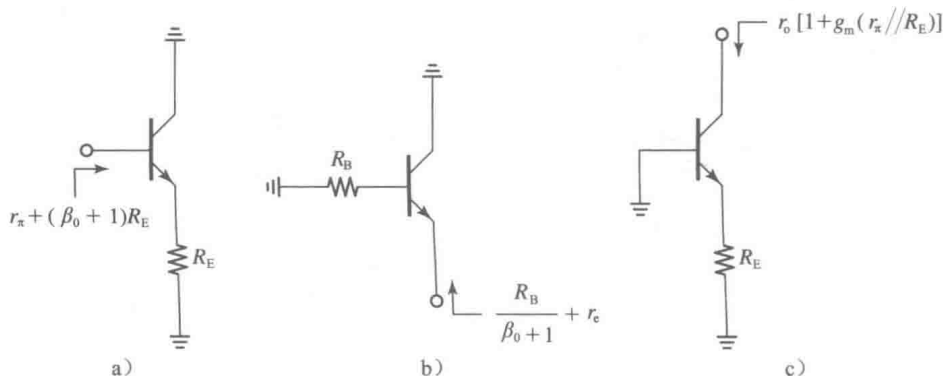 r_o [1+g_m(r_π//R_E)]
R_B
r_π+(β_0+1)R_E
R_E
R_E
R_B
β_0+1
+ r_e
a)
b)
c)